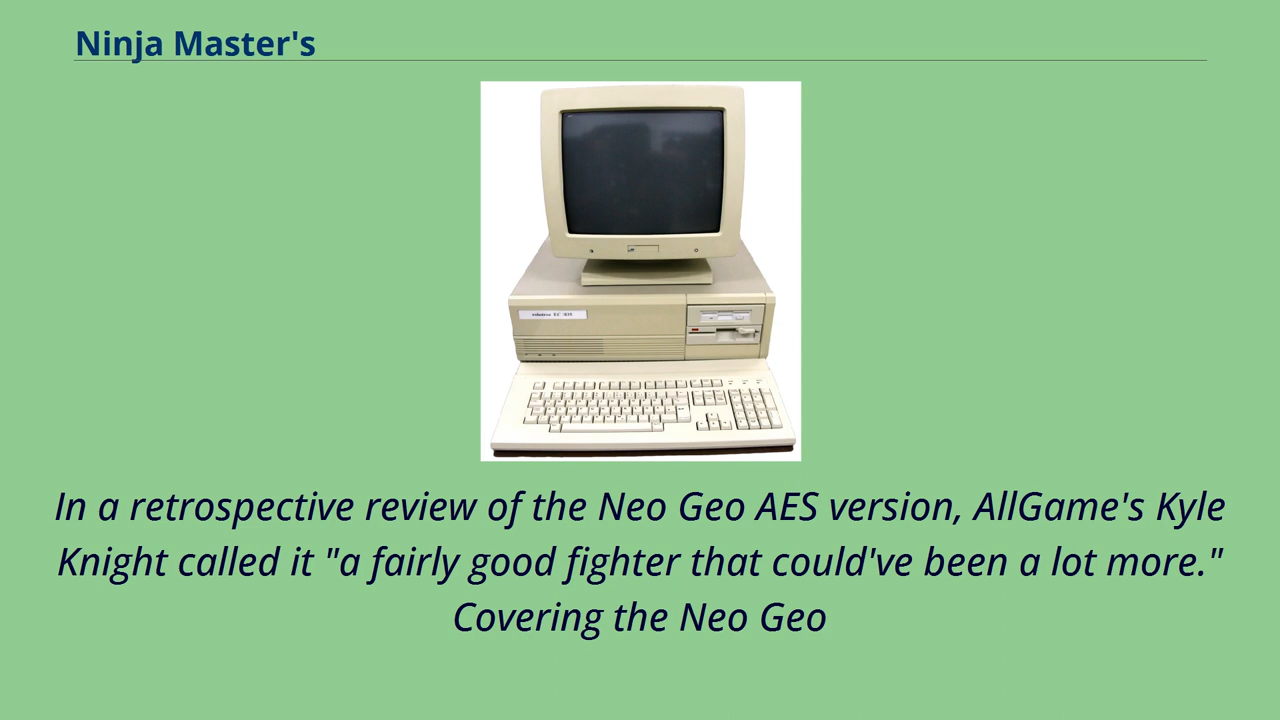 Ninja Master's
In a retrospective review of the Neo Geo AES version, AllGame's Kyle
Knight called it "a fairly good fighter that could've been a lot more."
Covering the Neo Geo